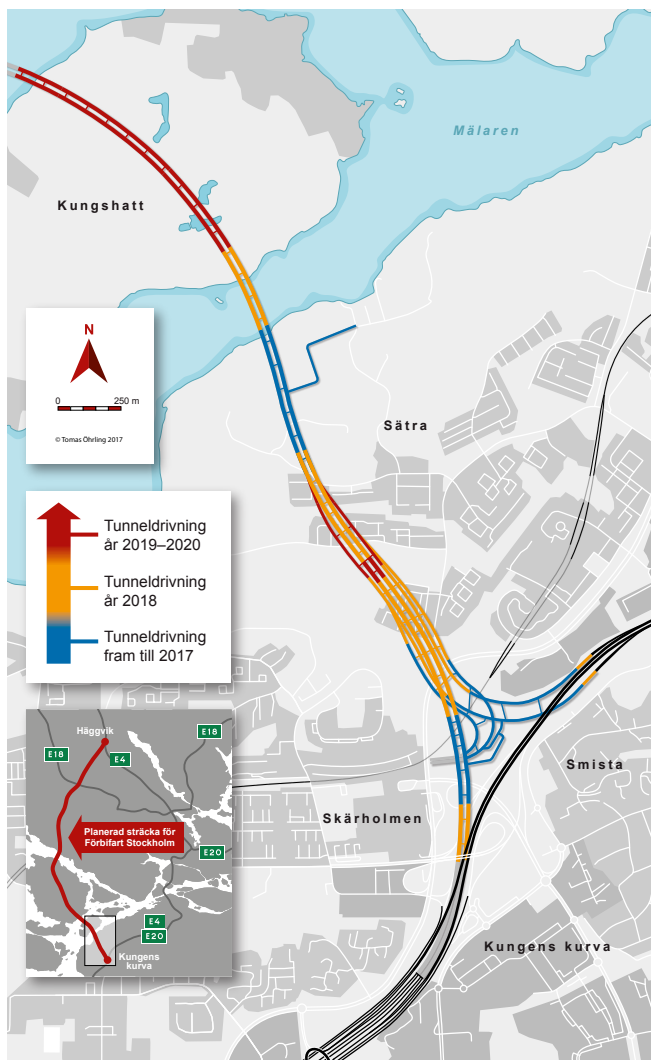 Mälaren
Kungshatt
N
0 250 m
© Tomas Öhrling 2017
Sätra
Tunneldrivning
år 2019–2020
Tunneldrivning
år 2018
Tunneldrivning
fram till 2017
Häggvik
E18
E18
E4
Planerad sträcka för
Förbifart Stockholm
E20
E4
E20
Kungens
kurva
Smista
Skärholmen
Kungens kurva